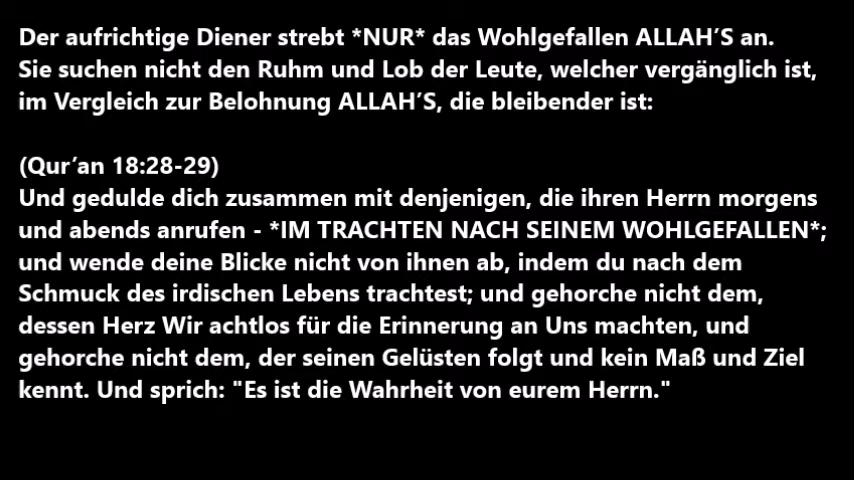 Der aufrichtige Diener strebt *NUR* das Wohlgefallen ALLAH’S an.
Sie suchen nicht den Ruhm und Lob der Leute, welcher vergänglich ist,
im Vergleich zur Belohnung ALLAH’S, die bleibender ist:
(Qur’an 18:28-29)
Und gedulde dich zusammen mit denjenigen, die ihren Herrn morgens
und abends anrufen - *IM TRACHTEN NACH SEINEM WOHLGEFALLEN*;
und wende deine Blicke nicht von ihnen ab, indem du nach dem
Schmuck des irdischen Lebens trachtest; und gehorche nicht dem,
dessen Herz Wir achtlos für die Erinnerung an Uns machten, und
gehorche nicht dem, der seinen Gelüsten folgt und kein Maß und Ziel
kennt. Und sprich: "Es ist die Wahrheit von eurem Herrn."